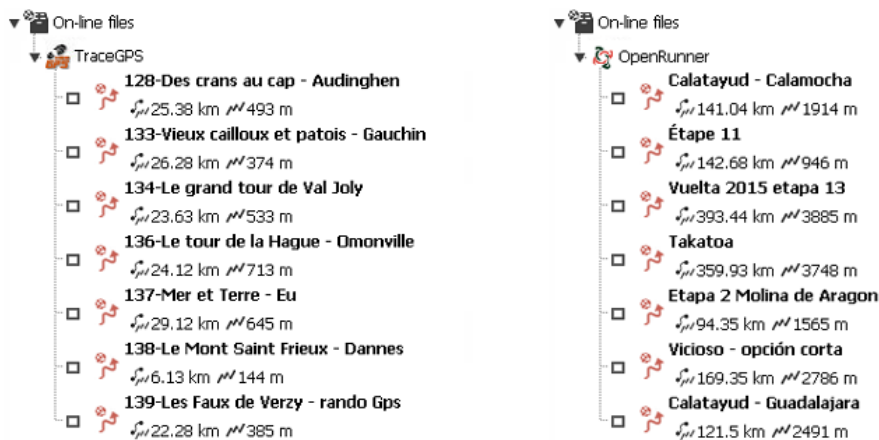 On-line files
TraceGPS
128-Des crans au cap - Audinghen
25.38 km 493 m
133-Vieux cailloux et patois - Gauchin
26.28 km 374 m
134-Le grand tour de Val Joly
23.63 km 533 m
136-Le tour de la Hague - Omonville
24.12 km 713 m
137-Mer et Terre - Eu
29.12 km 645 m
138-Le Mont Saint Frieux - Dannes
6.13 km 144 m
139-Les Faux de Verzy - rando Gps
22.28 km 385 m
On-line files
OpenRunner
Calatayud - Calamocha
141.04 km 1914 m
Étape 11
142.68 km 946 m
Vuelta 2015 etapa 13
393.44 km 3885 m
Takatoa
359.93 km 3748 m
Etapa 2 Molina de Aragon
94.35 km 1565 m
Vicioso - opción corta
169.35 km 2786 m
Calatayud - Guadalajara
121.5 km 2491 m